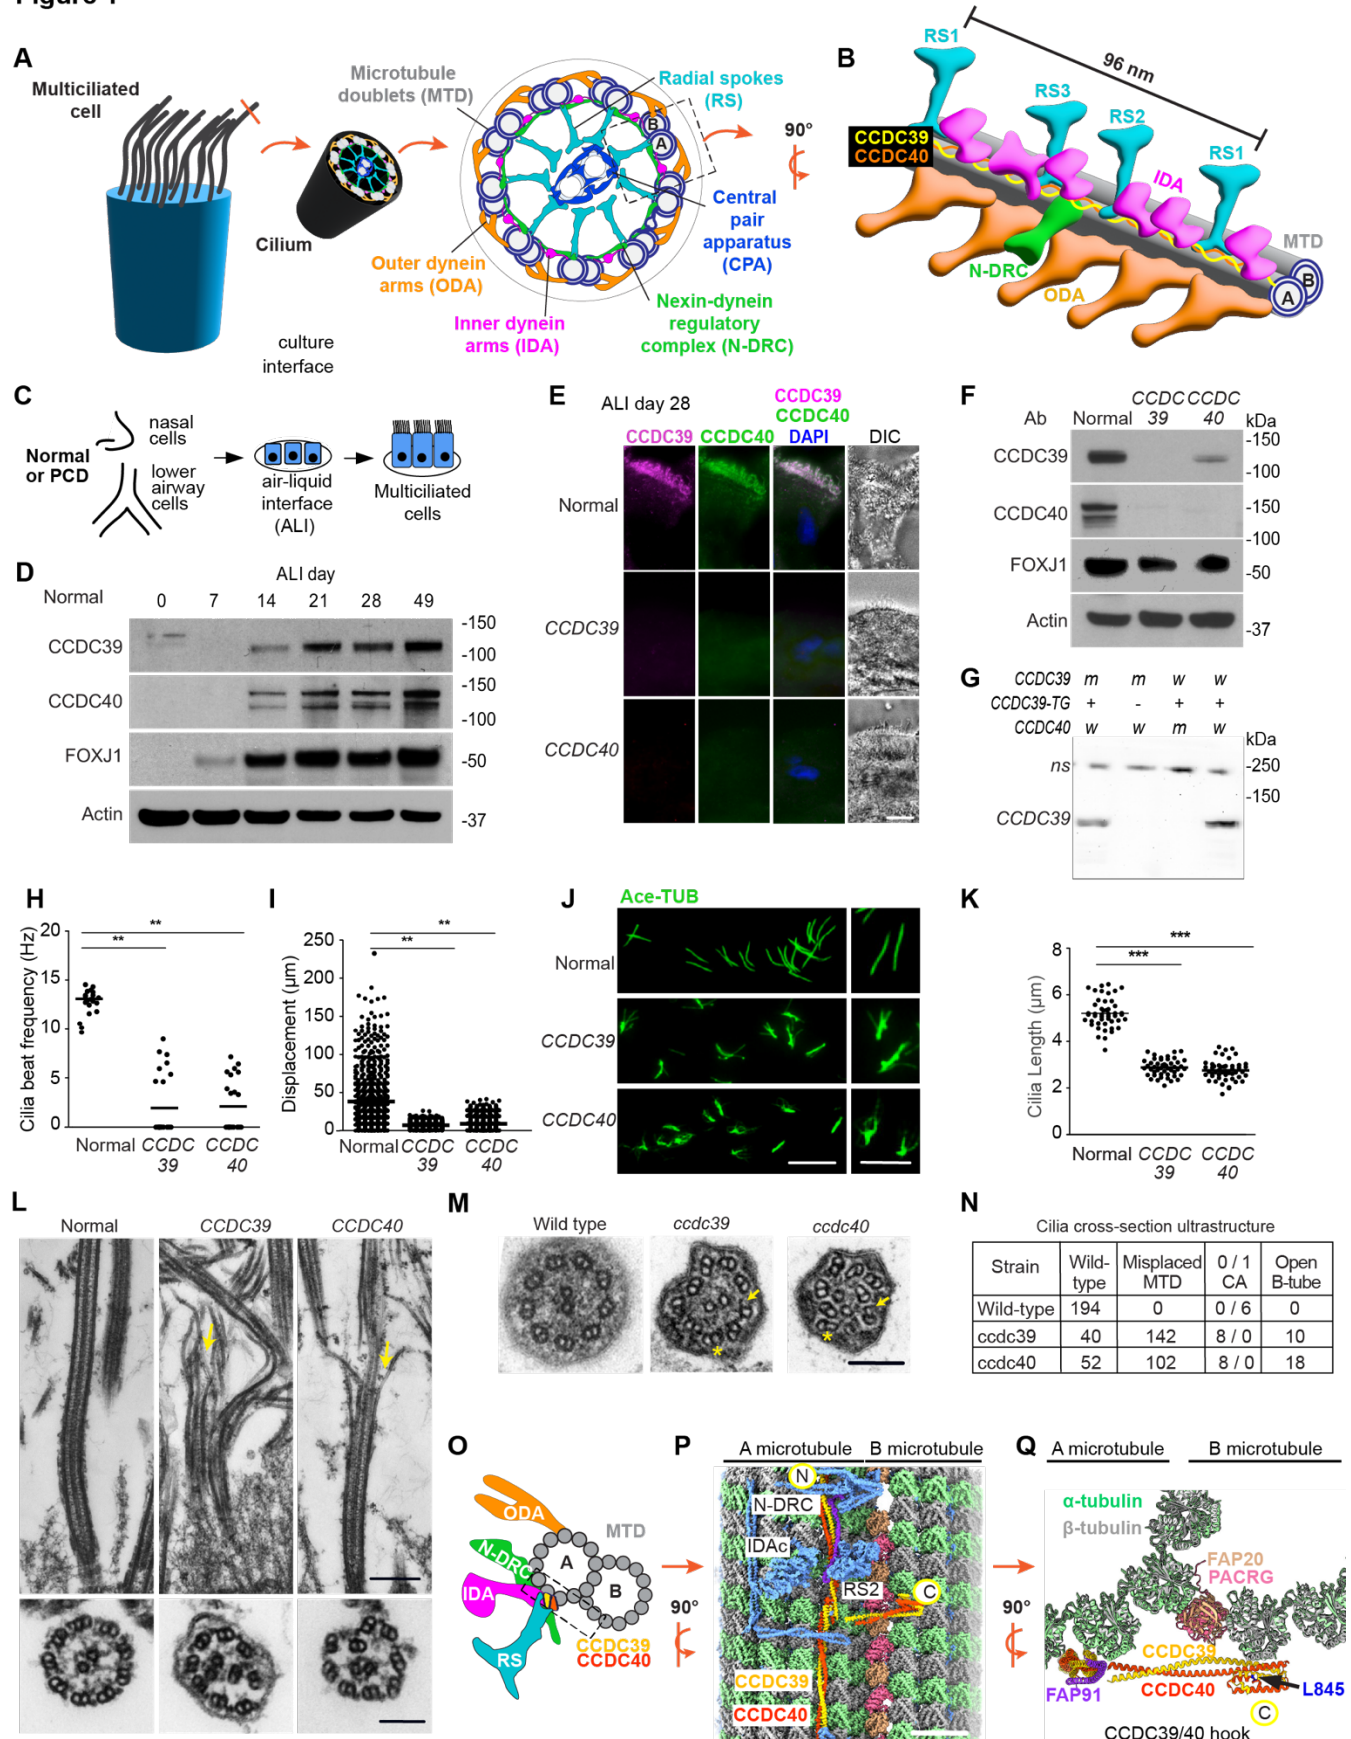 Figure 1
A
Multiciliated
cell
Cilium
Microtubule
doublets (MTD)
Radial spokes
(RS)
B
A
90°
Central
pair
apparatus
(CPA)
Outer dynein
arms (ODA)
Inner dynein
arms (IDA)
Nexin-dynein
regulatory
complex (N-DRC)
culture
interface
B
RS1
96 nm
RS3
RS2
RS1
CCDC39
CCDC40
IDA
MTD
N-DRC
ODA
B
A
C
Normal
or PCD
nasal
cells
lower
airway
cells
air-liquid
interface
(ALI)
Multiciliated
cells
D
ALI day
Normal 0 7 14 21 28 49
CCDC39
-150
-100
CCDC40
-150
-100
FOXJ1
-50
Actin
-37
E
ALI day 28
CCDC39
CCDC40
CCDC39 CCDC40 DAPI DIC
Normal
CCDC39
CCDC40
F
Ab Normal CCDC 39 CCDC 40
kDa
CCDC39
-150
-100
CCDC40
-150
-100
FOXJ1
-50
Actin
-37
G
CCDC39 m m w w
CCDC39-TG + - + +
CCDC40 w w m w
kDa
ns
-250
-150
CCDC39
H
Cilia beat frequency (Hz)
20
15
10
5
0
**
**
Normal CCDC 39 CCDC 40
I
Displacement (µm)
250
200
150
100
50
0
**
**
Normal CCDC 39 CCDC 40
J
Ace-TUB
Normal
CCDC39
CCDC40
K
Cilia Length (µm)
8
6
4
2
0
***
***
Normal CCDC 39 CCDC 40
L
Normal CCDC39 CCDC40
M
Wild type ccdc39 ccdc40
*
*
N
Cilia cross-section ultrastructure
Strain Wild-type Misplaced MTD 0 / 1 CA Open B-tube
Wild-type 194 0 0 / 6 0
ccdc39 40 142 8 / 0 10
ccdc40 52 102 8 / 0 18
O
ODA
MTD
N-DRC
A
B
IDA
RS
CCDC39
CCDC40
90°
P
A microtubule B microtubule
N
N-DRC
IDAc
RS2
C
CCDC39
CCDC40
90°
Q
A microtubule B microtubule
α-tubulin
β-tubulin
FAP20
PACRG
CCDC39
FAP91
CCDC40
L845
C
CCDC39/40 hook